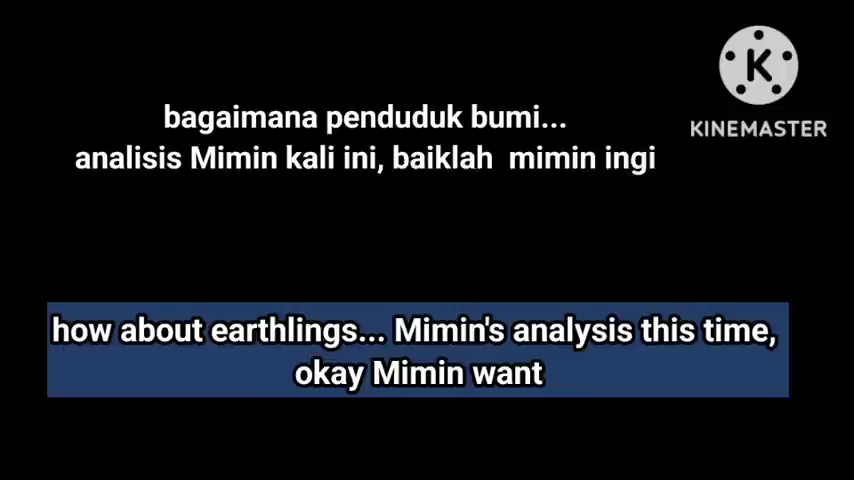 bagaimana penduduk bumi...
analisis Mimin kali ini, baiklah  mimin ingi
K
KINEMASTER
how about earthlings... Mimin's analysis this time,
okay Mimin want